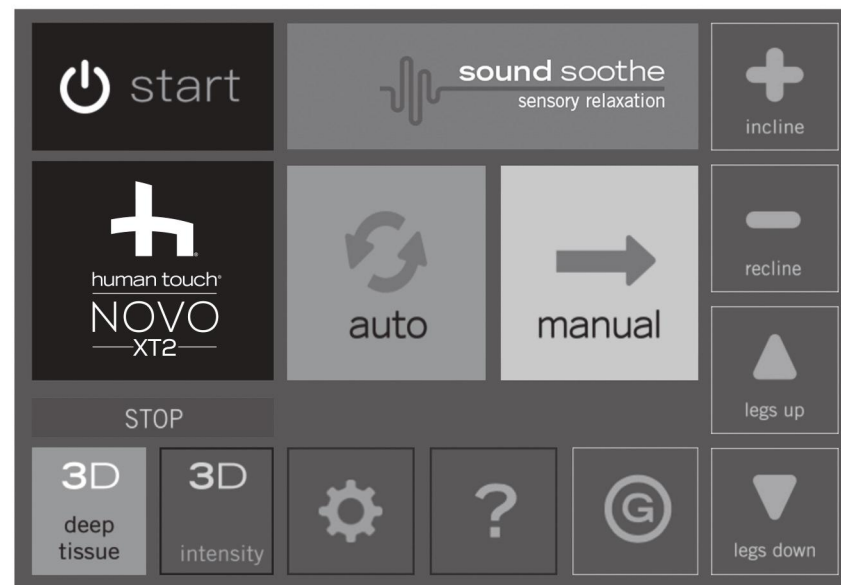 start
sound soothe
sensory relaxation
incline
human touch®
NOVO
XT2
auto
manual
recline
STOP
legs up
3D
deep
tissue
3D
intensity
?
G
legs down